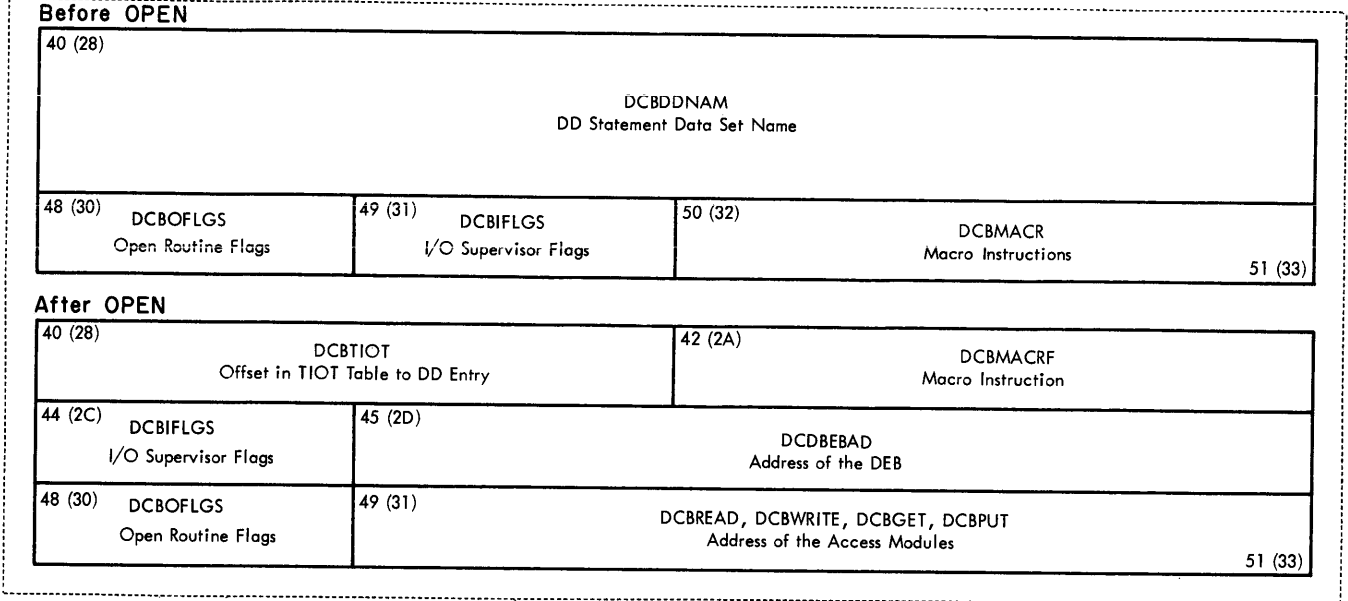 Before OPEN
40 (28)
DCBDDNAM
DD Statement Data Set Name
48 (30)
DCBOFLGS
Open Routine Flags
49 (31)
DCBIFLGS
I/O Supervisor Flags
50 (32)
DCBMACR
Macro Instructions
51 (33)
After OPEN
40 (28)
DCBTIOT
Offset in TIOT Table to DD Entry
42 (2A)
DCBMACRF
Macro Instruction
44 (2C)
DCBIFLGS
I/O Supervisor Flags
45 (2D)
DCDBEBAD
Address of the DEB
48 (30)
DCBOFLGS
Open Routine Flags
49 (31)
DCBREAD, DCBWRITE, DCBGET, DCBPUT
Address of the Access Modules
51 (33)